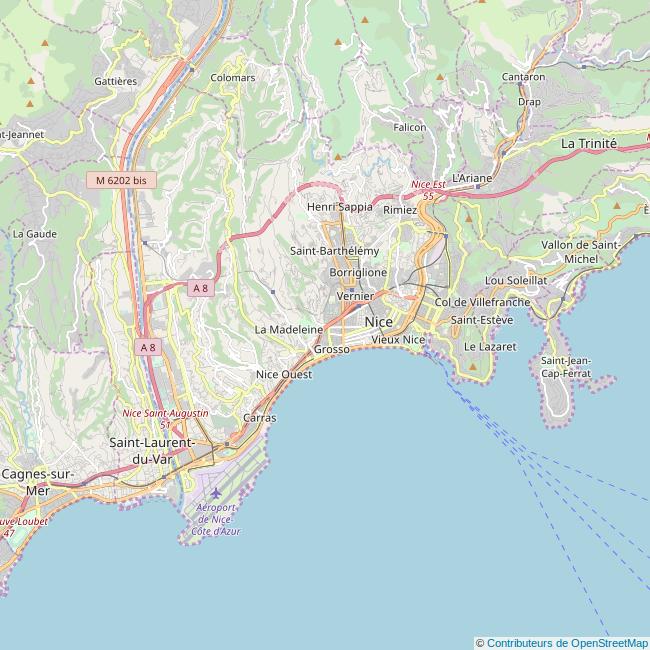 Gattières
Colomars
Cantaron
Drap
Falicon
t-Jeannet
La Trinité
M 6202 bis
L'Ariane
Nice Est
55
Henri Sappia
Rimiez
La Gaude
Saint-Barthélémy
Vallon de Saint-
Michel
Borriglione
Lou Soleillat
A 8
Vernier
Col de Villefranche
La Madeleine
Nice
Saint-Estève
Vieux Nice
A 8
Grosso
Le Lazaret
Saint-Jean-
Cap-Ferrat
Nice Ouest
Nice Saint-Augustin
51
Carras
Saint-Laurent-
du-Var
Cagnes-sur-
Mer
Aéroport
de Nice-
Côte d'Azur
uve Loubet
47
© Contributeurs de OpenStreetMap